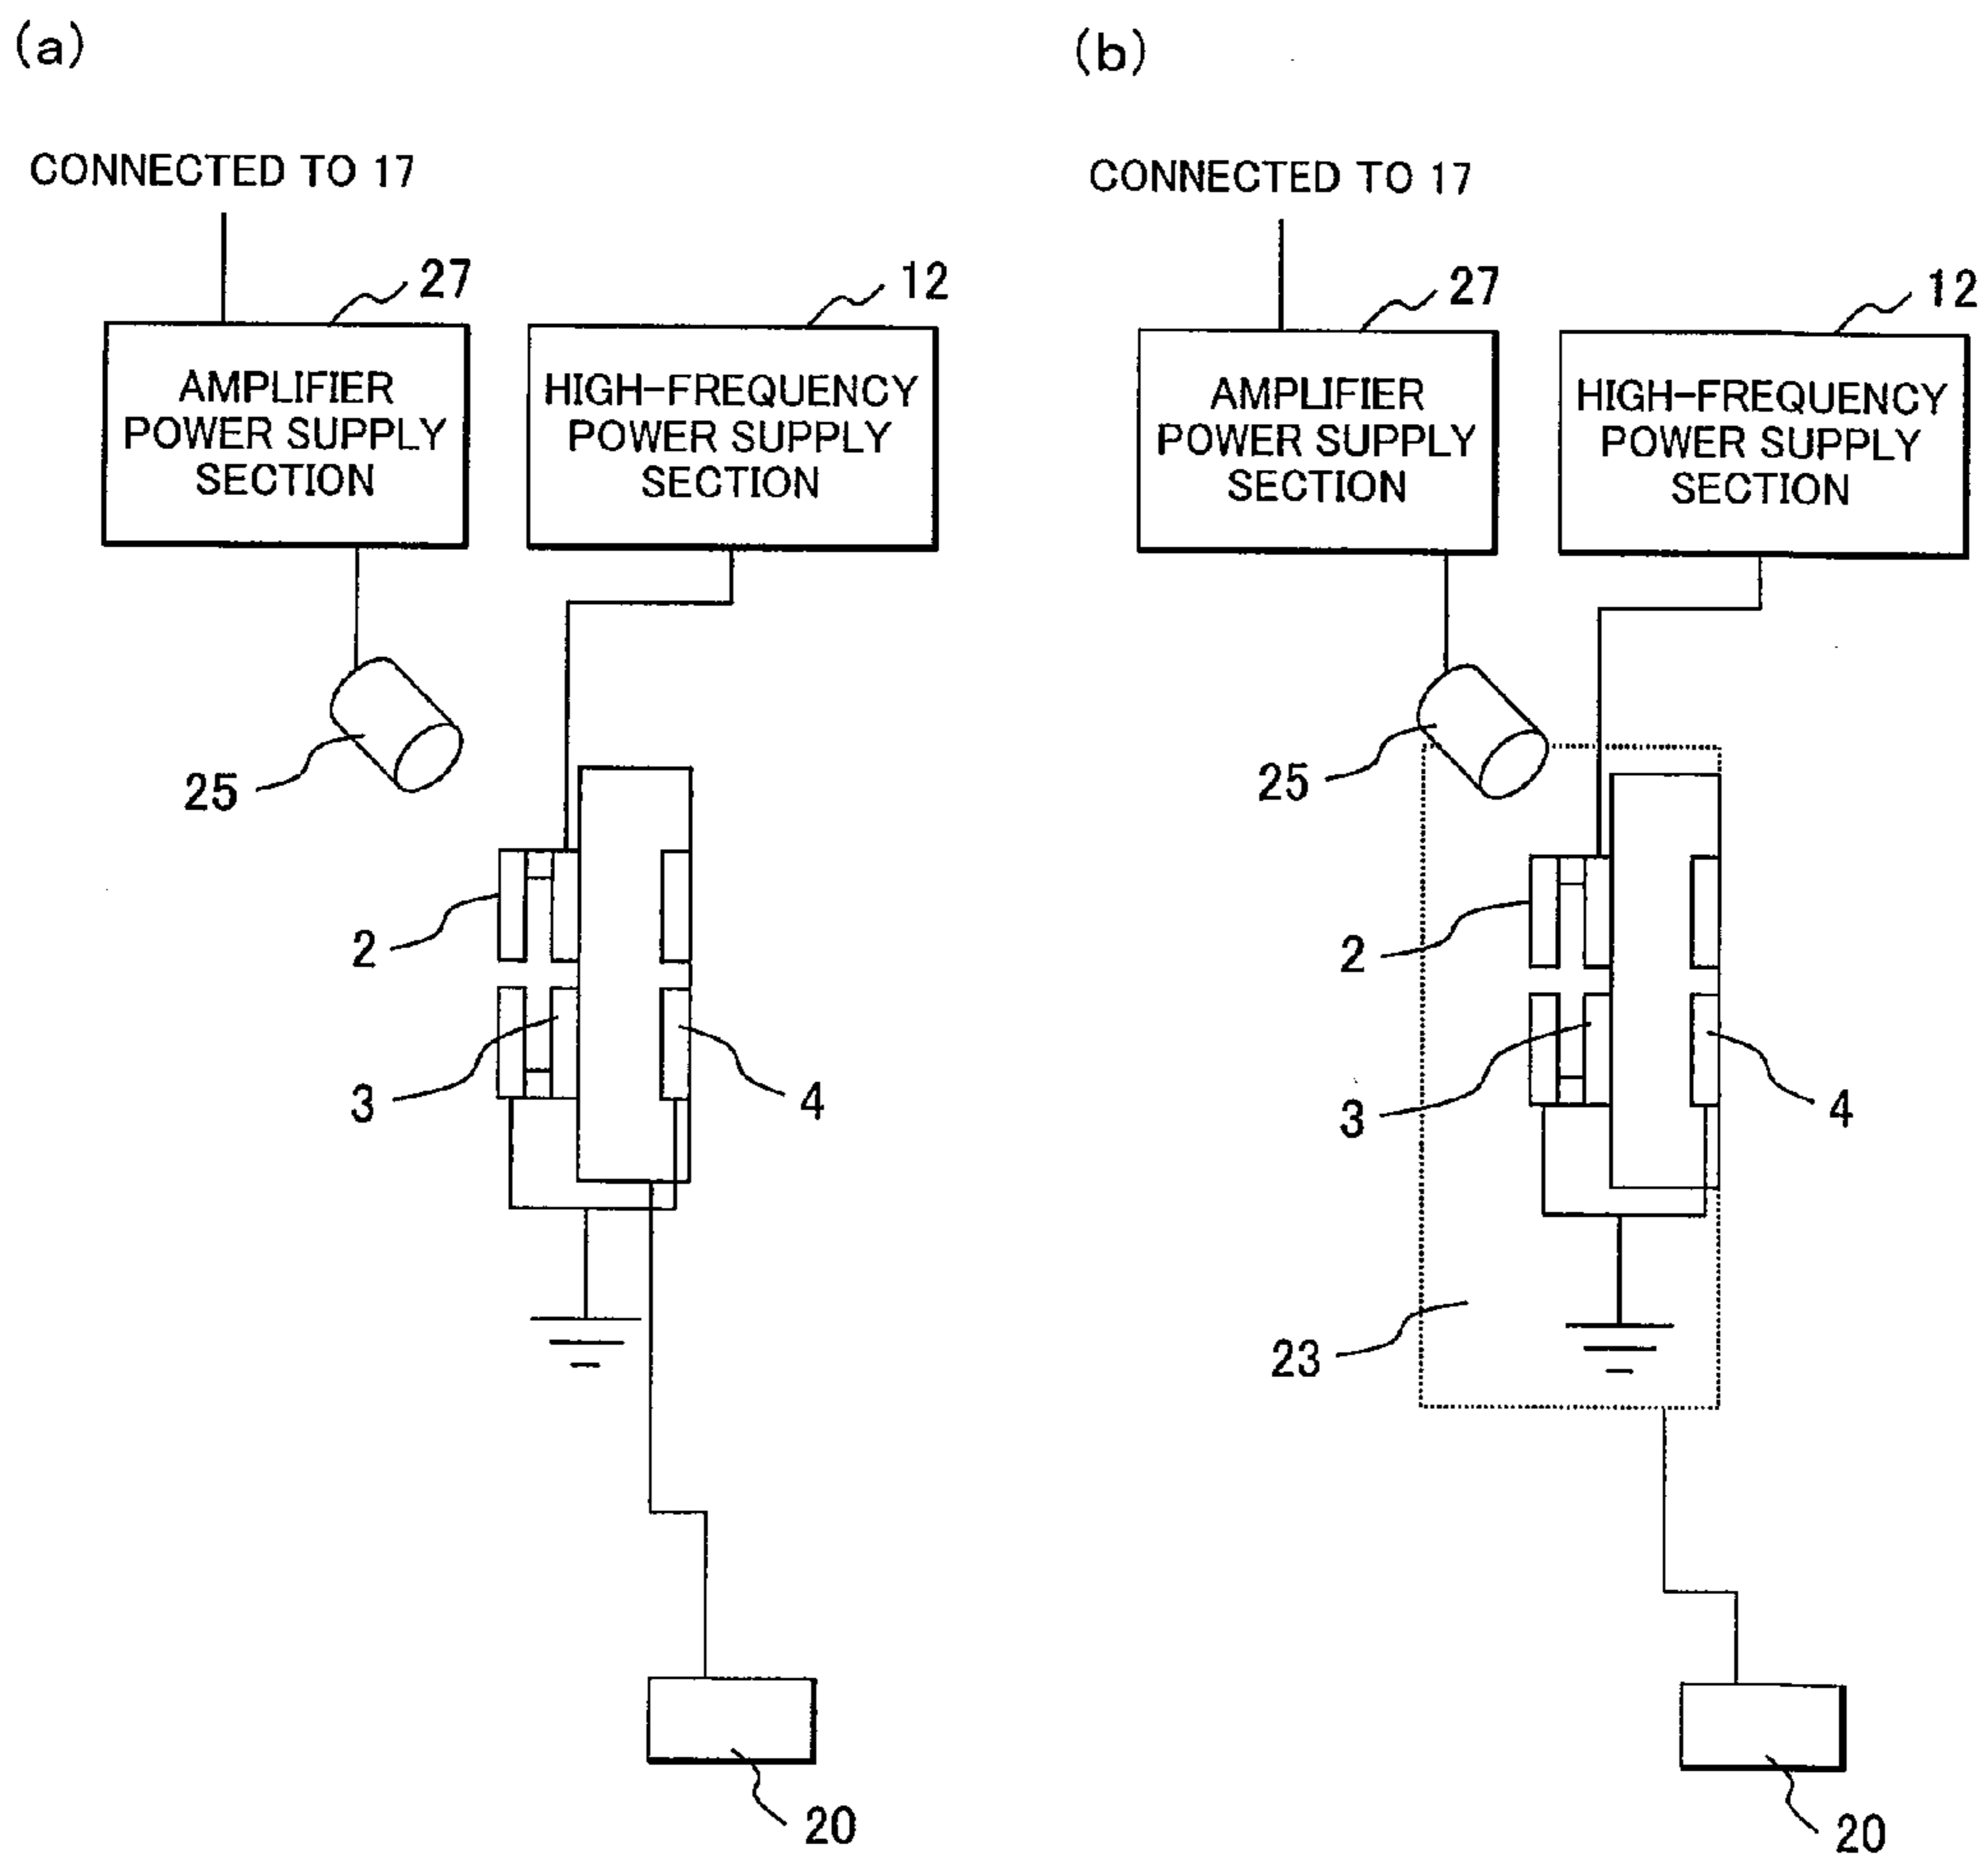 (a)
CONNECTED TO 17
27
12
AMPLIFIER
POWER SUPPLY
SECTION
HIGH-FREQUENCY
POWER SUPPLY
SECTION
25
2
3
4
20
(b)
CONNECTED TO 17
27
12
AMPLIFIER
POWER SUPPLY
SECTION
HIGH-FREQUENCY
POWER SUPPLY
SECTION
25
2
3
4
23
20